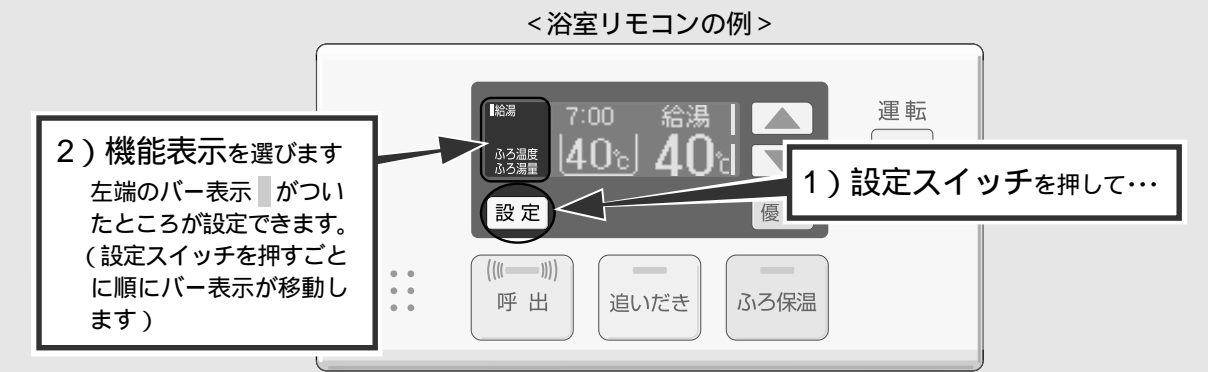 <浴室リモコンの例>
2)機能表示を選びます
左端のバー表示 がつい
たところが設定できます。
(設定スイッチを押すごと
に順にバー表示が移動し
ます)
給湯
ふろ温度
ふろ湯量
7:00 給湯
40℃ 40℃
設定
運転
1)設定スイッチを押して・・・
優
呼出
追いだき
ふろ保温